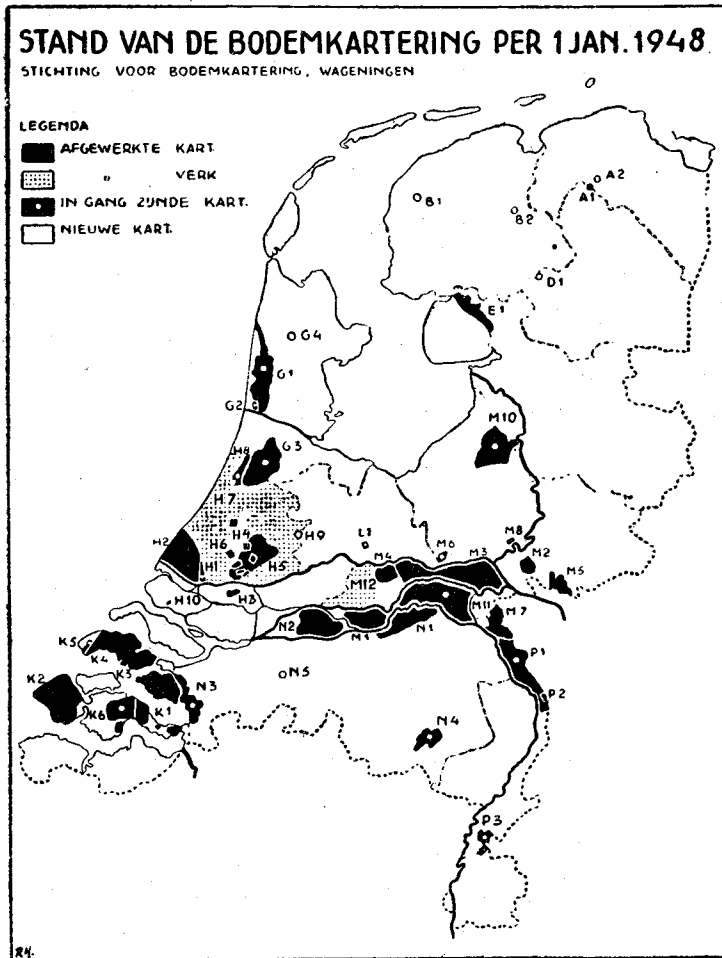 STAND VAN DE BODEMKARTERING PER 1 JAN. 1948
STICHTING VOOR BODEMKARTERING, WAGENINGEN
LEGENDA
AFGEWERKTE KART.
" VERK
IN GANG ZIJNDE KART.
NIEUWE KART.
A2
A1
B1
B2
D1
E1
G4
G1
G2
M10
G3
H8
H7
H9
H4
H6
H2
H1
H5
L1
M6
M8
M3
M2
M4
M5
M12
H10
H3
M11
M7
N2
M1
N1
K5
K4
P1
K3
K2
N5
N3
P2
K6
K1
N4
P3
R.Y.